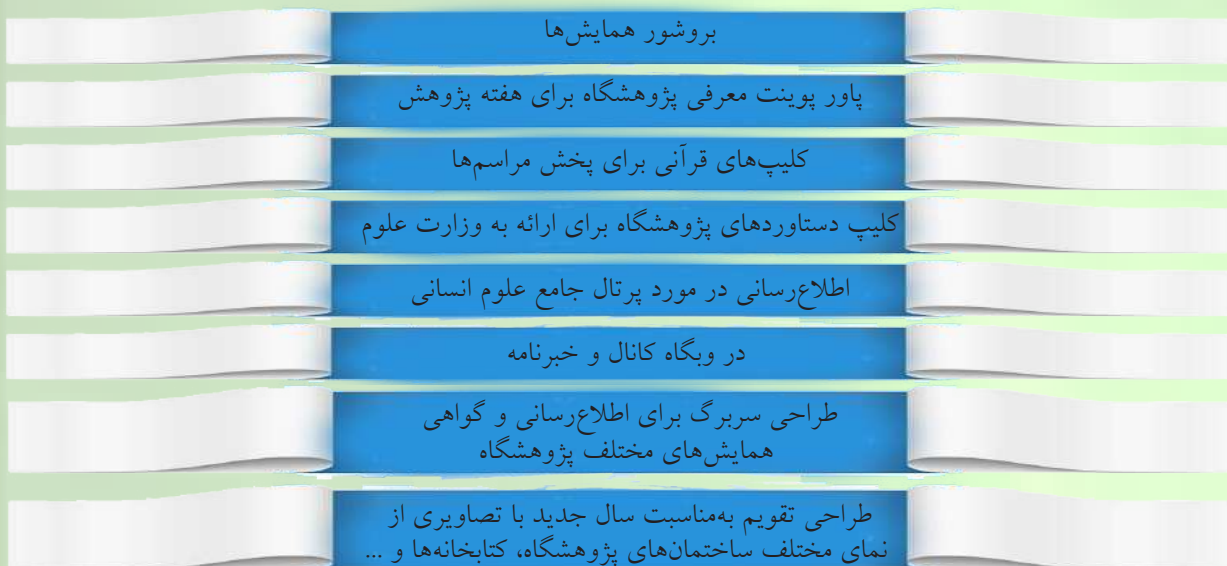 بروشور همایش‌ها
پاور پوینت معرفی پژوهشگاه برای هفته پژوهش
کلیپ‌های قرآنی برای پخش مراسم‌ها
کلیپ دستاوردهای پژوهشگاه برای ارائه به وزارت علوم
اطلاع‌رسانی در مورد پرتال جامع علوم انسانی
در وبگاه کانال و خبرنامه
طراحی سربرگ برای اطلاع‌رسانی و گواهی
همایش‌های مختلف پژوهشگاه
طراحی تقویم به‌مناسبت سال جدید با تصاویری از
نمای مختلف ساختمان‌های پژوهشگاه، کتابخانه‌ها و ...